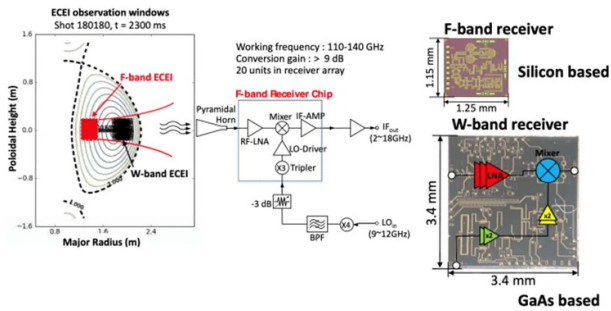 ECEI observation windows
Shot 180180, t = 2300 ms
1.6
0.8
0.0
−0.8
−1.6
Poloidal Height (m)
F-band ECEI
W-band ECEI
1.000
0.8
1.6
2.4
Major Radius (m)
Working frequency : 110-140 GHz
Conversion gain : > 9 dB
20 units in receiver array
F-band Receiver Chip
Pyramidal
Horn
Mixer
IF-AMP
RF-LNA
LO-Driver
X3
Tripler
-3 dB
BPF
X4
IFout
(2~18GHz)
LOin
(9~12GHz)
F-band receiver
1.15 mm
1.25 mm
Silicon based
W-band receiver
LNA
Mixer
x2
x2
3.4 mm
3.4 mm
GaAs based